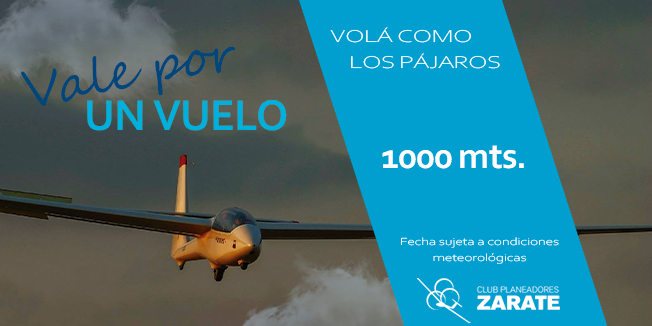 Vale por
UN VUELO
VOLÁ COMO
LOS PÁJAROS
1000 mts.
Fecha sujeta a condiciones
meteorológicas
CLUB PLANEADORES
ZARATE